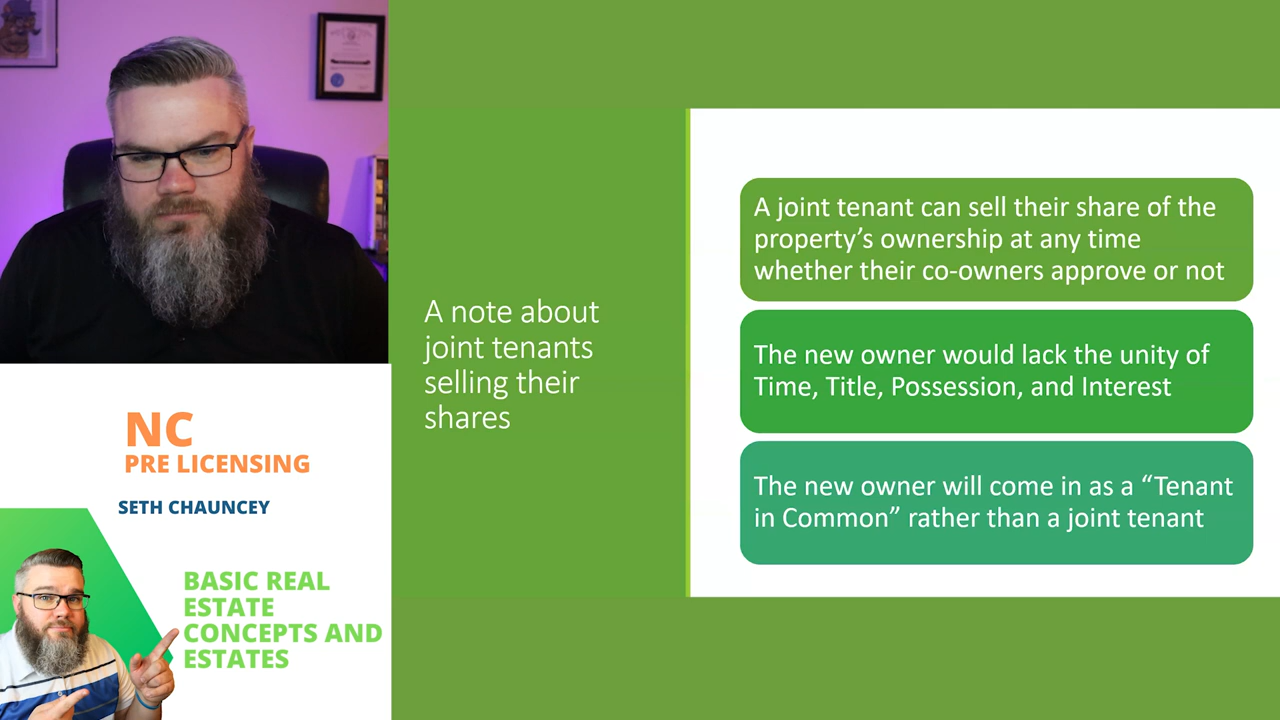 NC
PRE LICENSING
SETH CHAUNCEY
BASIC REAL
ESTATE
CONCEPTS AND
ESTATES
A note about
joint tenants
selling their
shares
A joint tenant can sell their share of the
property’s ownership at any time
whether their co-owners approve or not
The new owner would lack the unity of
Time, Title, Possession, and Interest
The new owner will come in as a “Tenant
in Common” rather than a joint tenant